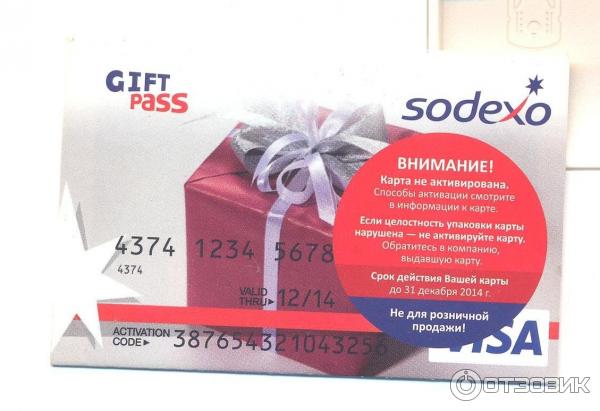 GIFT
PASS
sodexo
ВНИМАНИЕ!
Карта не активирована.
Способы активации смотрите
в информации к карте.
Если целостность упаковки карты
нарушена — не активируйте карту.
Обратитесь в компанию,
выдавшую карту.
Срок действия Вашей карты
до 31 декабря 2014 г.
Не для розничной
продажи!
4374 1234 5678
4374
VALID
THRU 12/14
ACTIVATION
CODE 387654321043256
VISA
ОТЗОВИК